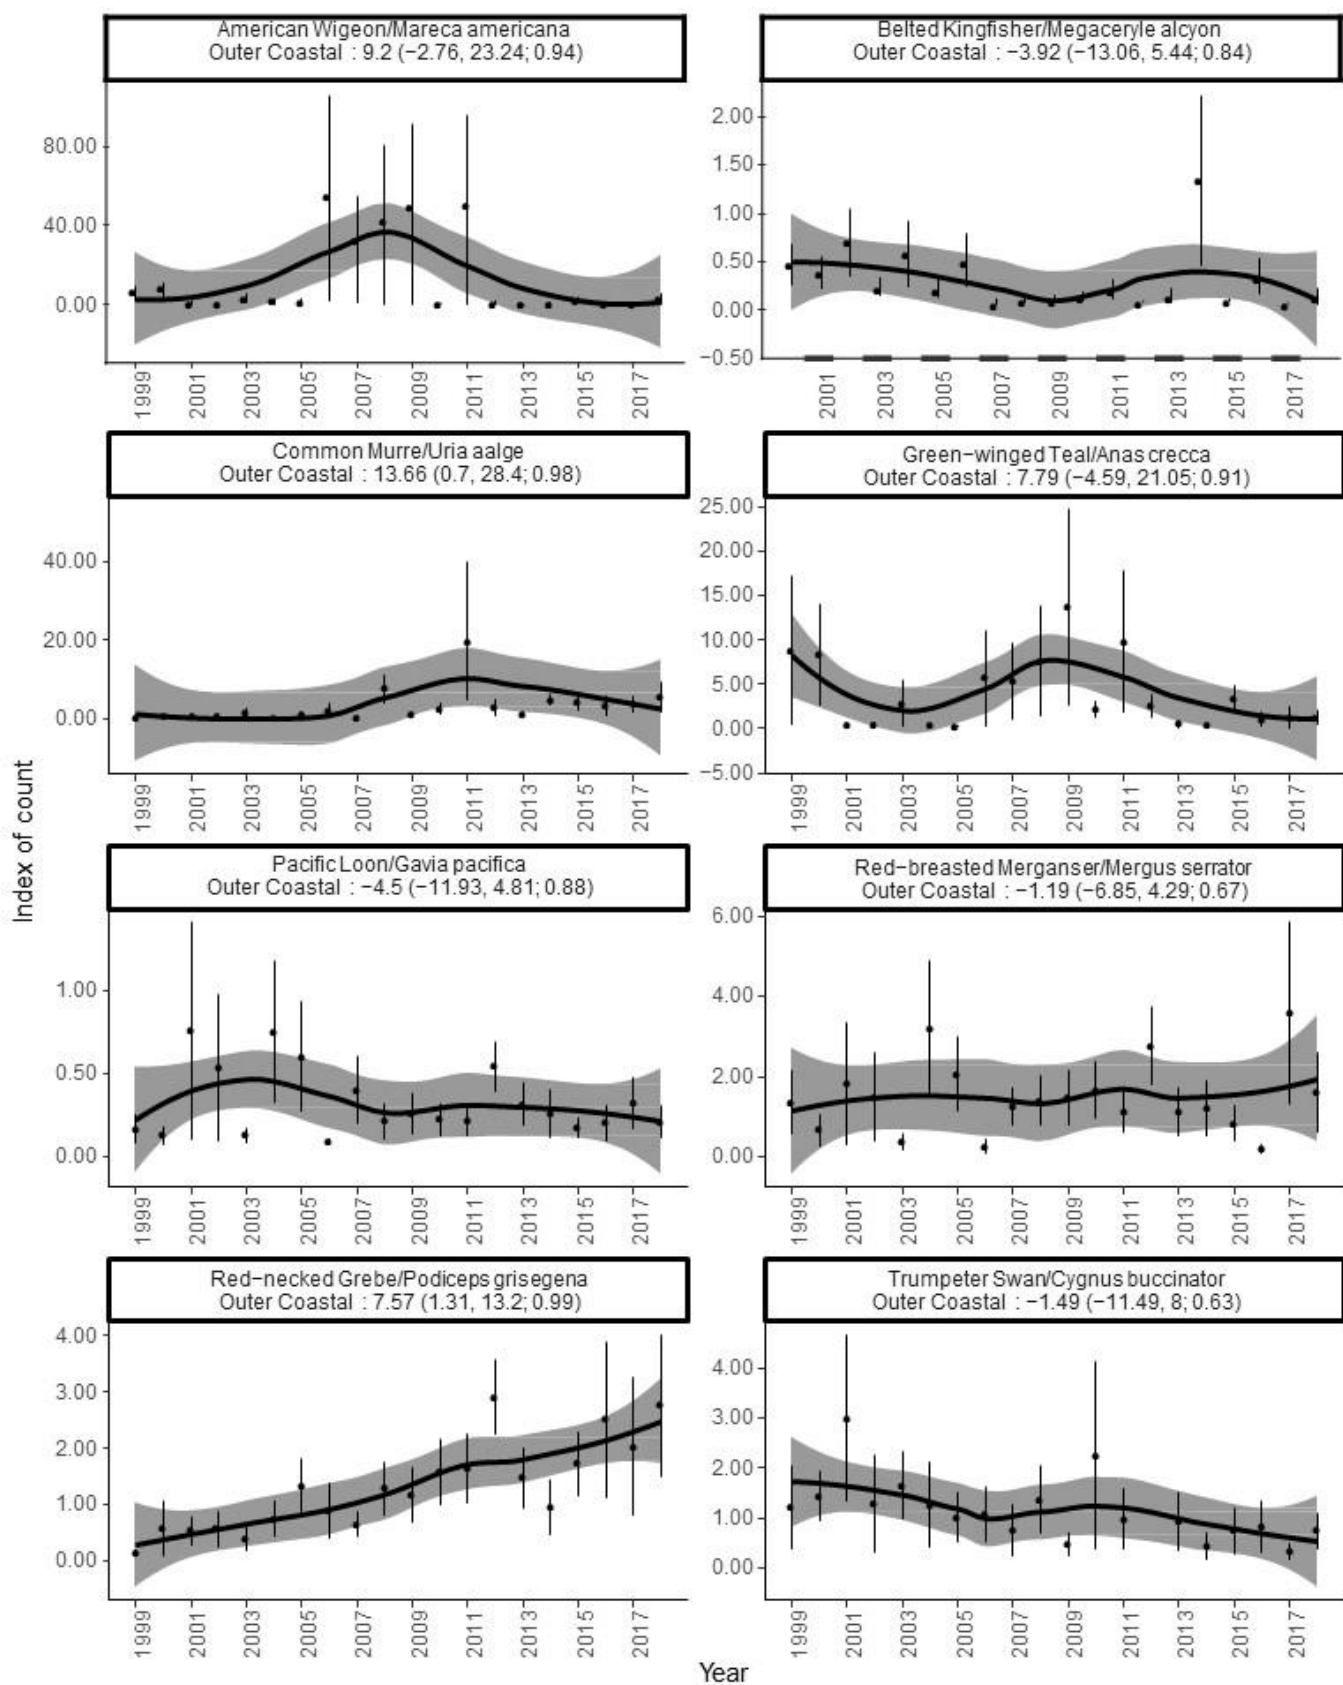 American Wigeon/Mareca americana
Outer Coastal : 9.2 (−2.76, 23.24; 0.94)
80.00
40.00
0.00
1999 2001 2003 2005 2007 2009 2011 2013 2015 2017
Belted Kingfisher/Megaceryle alcyon
Outer Coastal : −3.92 (−13.06, 5.44; 0.84)
2.00
1.50
1.00
0.50
0.00
−0.50
2001 2003 2005 2007 2009 2011 2013 2015 2017
Common Murre/Uria aalge
Outer Coastal : 13.66 (0.7, 28.4; 0.98)
40.00
20.00
0.00
1999 2001 2003 2005 2007 2009 2011 2013 2015 2017
Green−winged Teal/Anas crecca
Outer Coastal : 7.79 (−4.59, 21.05; 0.91)
25.00
20.00
15.00
10.00
5.00
0.00
−5.00
1999 2001 2003 2005 2007 2009 2011 2013 2015 2017
Index of count
Pacific Loon/Gavia pacifica
Outer Coastal : −4.5 (−11.93, 4.81; 0.88)
1.00
0.50
0.00
1999 2001 2003 2005 2007 2009 2011 2013 2015 2017
Red−breasted Merganser/Mergus serrator
Outer Coastal : −1.19 (−6.85, 4.29; 0.67)
6.00
4.00
2.00
0.00
1999 2001 2003 2005 2007 2009 2011 2013 2015 2017
Red−necked Grebe/Podiceps grisegena
Outer Coastal : 7.57 (1.31, 13.2; 0.99)
4.00
3.00
2.00
1.00
0.00
1999 2001 2003 2005 2007 2009 2011 2013 2015 2017
Trumpeter Swan/Cygnus buccinator
Outer Coastal : −1.49 (−11.49, 8; 0.63)
4.00
3.00
2.00
1.00
0.00
1999 2001 2003 2005 2007 2009 2011 2013 2015 2017
Year